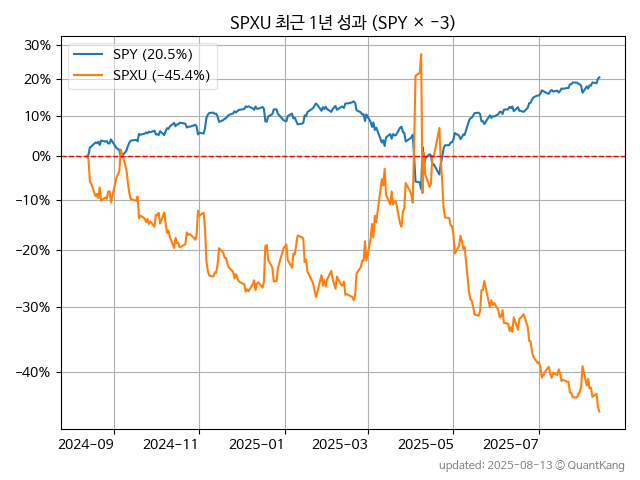 SPXU 최근 1년 성과 (SPY × −3)
SPY (20.5%)
SPXU (−45.4%)
30%
20%
10%
0%
−10%
−20%
−30%
−40%
2024-09 2024-11 2025-01 2025-03 2025-05 2025-07
updated: 2025-08-13 © QuantKang